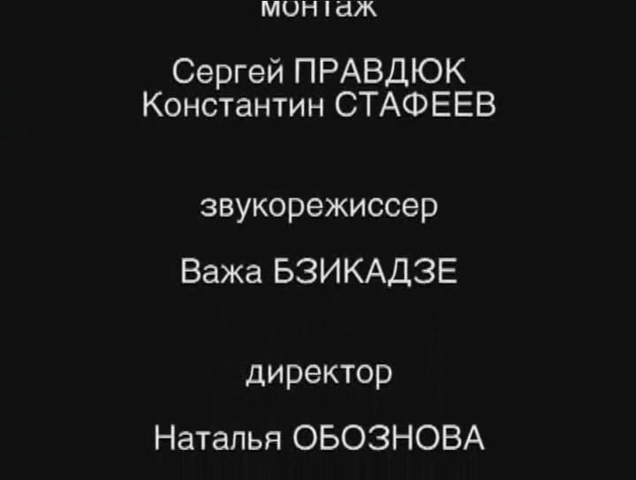 монтаж
Сергей ПРАВДЮК
Константин СТАФЕЕВ
звукорежиссер
Важа БЗИКАДЗЕ
директор
Наталья ОБОЗНОВА